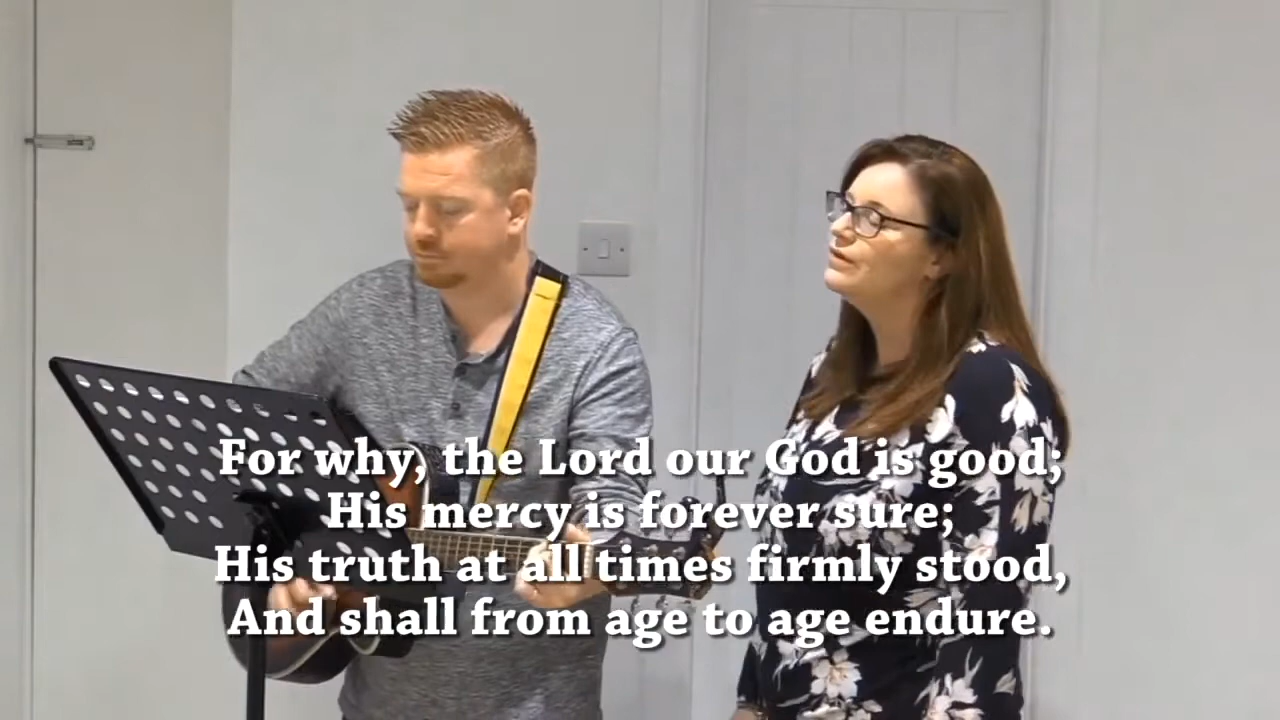 For why, the Lord our God is good;
His mercy is forever sure;
His truth at all times firmly stood,
And shall from age to age endure.